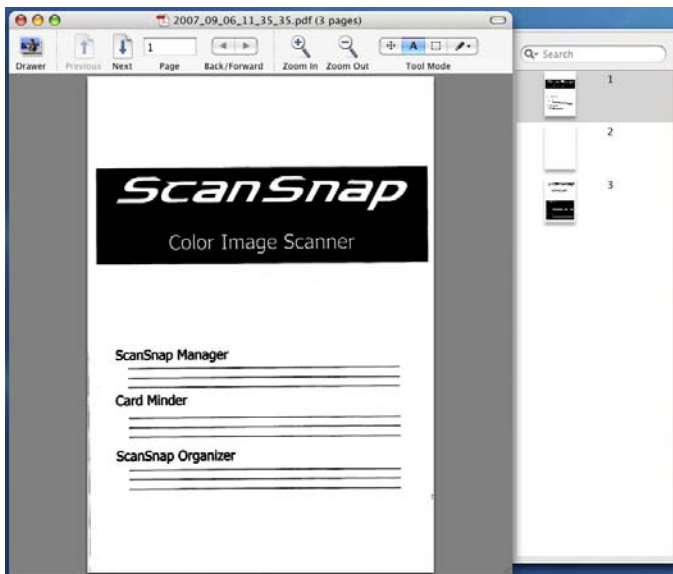 2007_09_06_11_35_35.pdf (3 pages)
1
Drawer Previous Next Page Back/Forward Zoom In Zoom Out Tool Mode
A
Search
1
2
3
ScanSnap
Color Image Scanner
ScanSnap Manager
Card Minder
ScanSnap Organizer